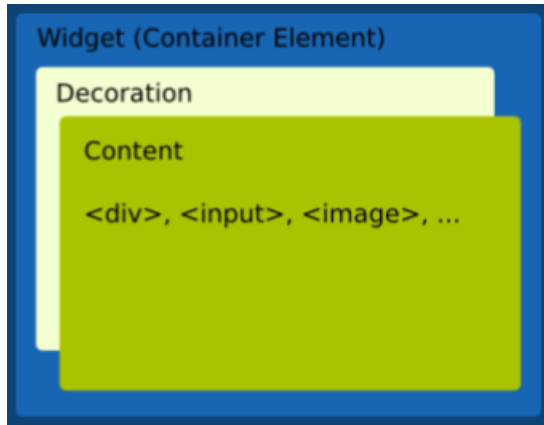 Widget (Container Element)
Decoration
Content
<div>, <input>, <image>, ...